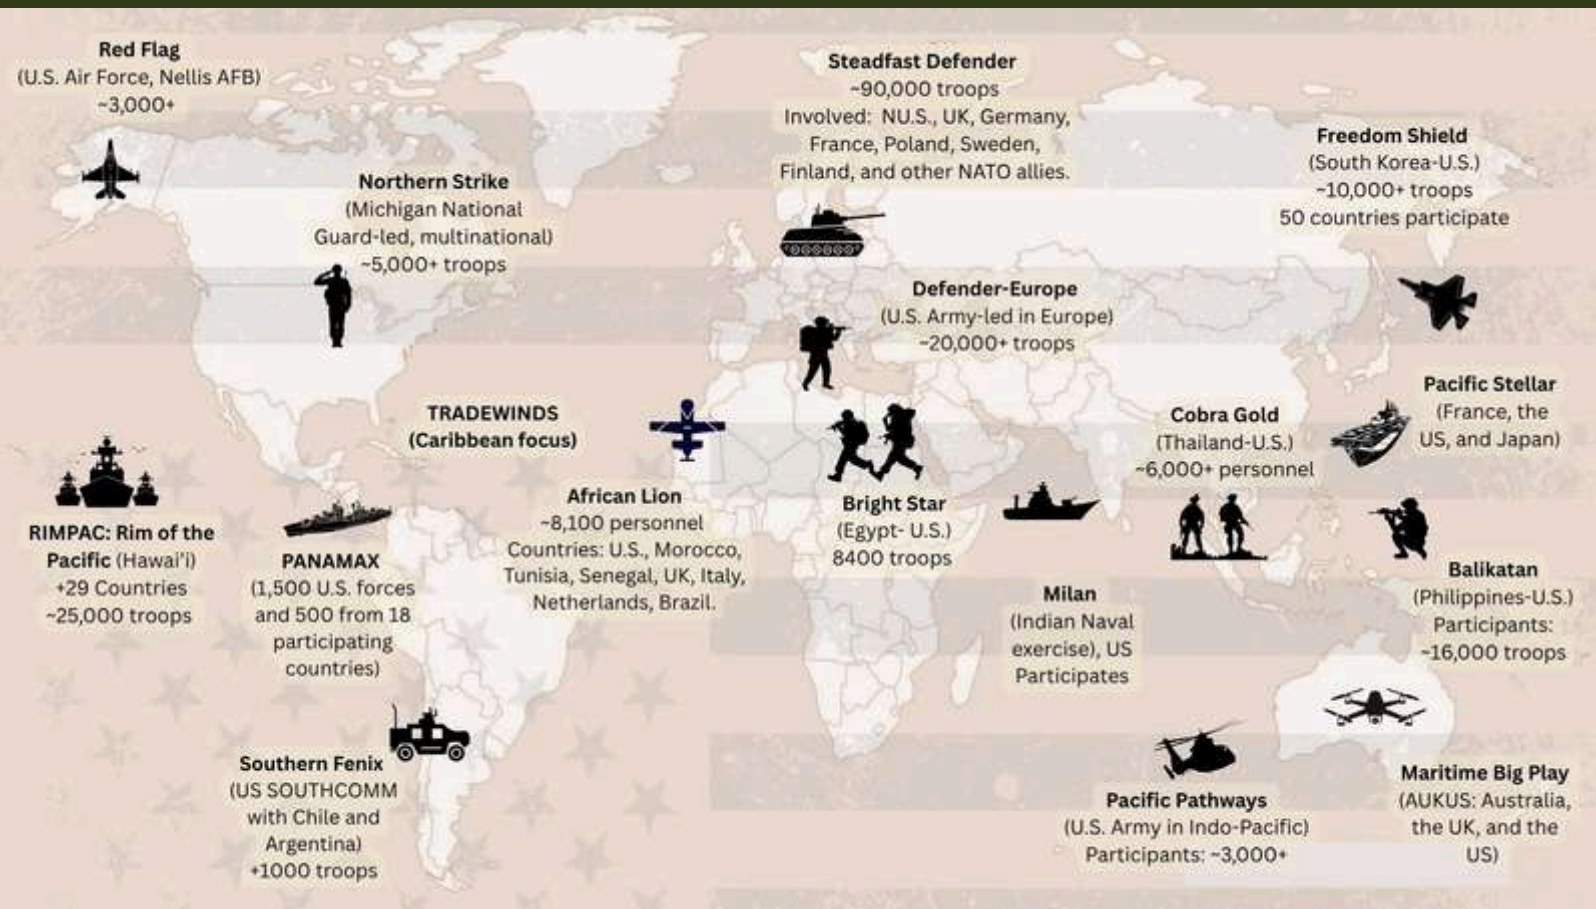 Red Flag
(U.S. Air Force, Nellis AFB)
~3,000+
Northern Strike
(Michigan National
Guard-led, multinational)
~5,000+ troops
Steadfast Defender
~90,000 troops
Involved:  NU.S., UK, Germany,
France, Poland, Sweden,
Finland, and other NATO allies.
Freedom Shield
(South Korea-U.S.)
~10,000+ troops
50 countries participate
Defender-Europe
(U.S. Army-led in Europe)
~20,000+ troops
TRADEWINDS
(Caribbean focus)
Cobra Gold
(Thailand-U.S.)
~6,000+ personnel
Pacific Stellar
(France, the
US, and Japan)
RIMPAC: Rim of the
Pacific (Hawai'i)
+29 Countries
~25,000 troops
PANAMAX
(1,500 U.S. forces
and 500 from 18
participating
countries)
African Lion
~8,100 personnel
Countries: U.S., Morocco,
Tunisia, Senegal, UK, Italy,
Netherlands, Brazil.
Bright Star
(Egypt- U.S.)
8400 troops
Milan
(Indian Naval
exercise), US
Participates
Balikatan
(Philippines-U.S.)
Participants:
~16,000 troops
Southern Fenix
(US SOUTHCOMM
with Chile and
Argentina)
+1000 troops
Pacific Pathways
(U.S. Army in Indo-Pacific)
Participants: ~3,000+
Maritime Big Play
(AUKUS: Australia,
the UK, and the
US)